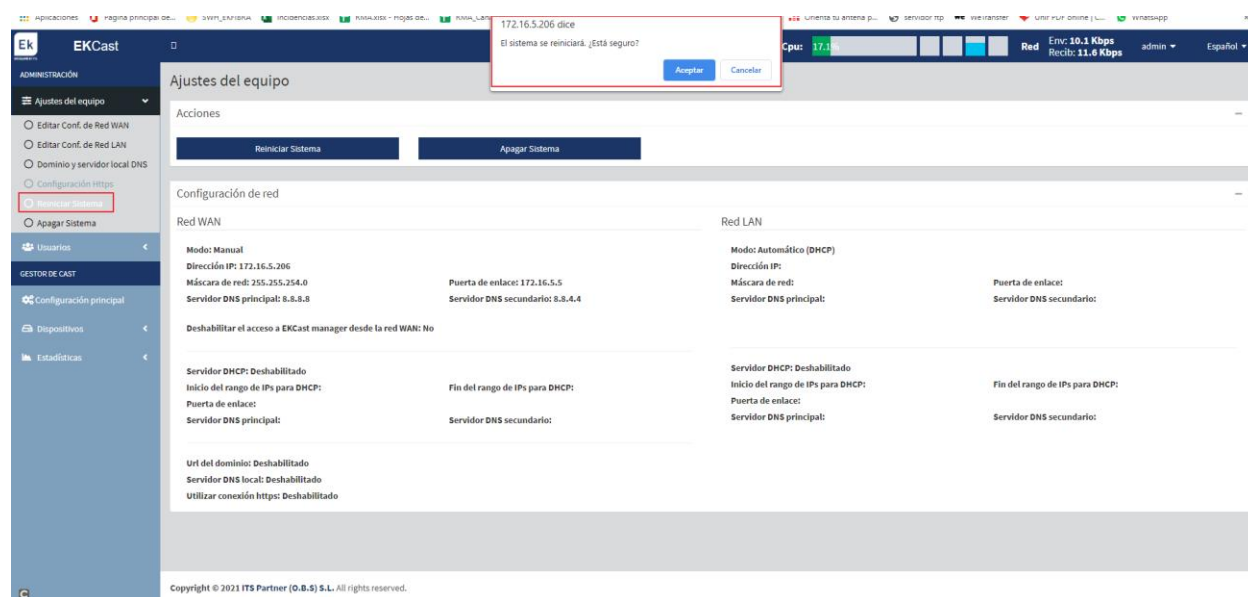 Aplicaciones Página principal de... SWH_EKFISHA Incidencias.xlsx KMA.xlsx - Hojas de... Orienta tu antena p... servidor ftp WeTransfer WhatsApp
172.16.5.206 dice
El sistema se reiniciará. ¿Está seguro?
Aceptar Cancelar
Ek EKCast Cpu: 17.1% Red Env: 10.1 Kbps admin Español
Recib: 11.6 Kbps
ADMINISTRACIÓN
Ajustes del equipo
Editar Conf. de Red WAN
Editar Conf. de Red LAN
Dominio y servidor local DNS
Configuración Https
Reiniciar Sistema
Apagar Sistema
Usuarios
GESTOR DE CAST
Configuración principal
Dispositivos
Estadísticas
Ajustes del equipo
Acciones
Reiniciar Sistema Apagar Sistema
Configuración de red
Red WAN
Modo: Manual
Dirección IP: 172.16.5.206
Máscara de red: 255.255.254.0 Puerta de enlace: 172.16.5.5
Servidor DNS principal: 8.8.8.8 Servidor DNS secundario: 8.8.4.4
Deshabilitar el acceso a EKCast manager desde la red WAN: No
Servidor DHCP: Deshabilitado
Inicio del rango de IPs para DHCP: Fin del rango de IPs para DHCP:
Puerta de enlace:
Servidor DNS principal: Servidor DNS secundario:
Url del dominio: Deshabilitado
Servidor DNS local: Deshabilitado
Utilizar conexión https: Deshabilitado
Red LAN
Modo: Automático (DHCP)
Dirección IP:
Máscara de red: Puerta de enlace:
Servidor DNS principal: Servidor DNS secundario:
Servidor DHCP: Deshabilitado
Inicio del rango de IPs para DHCP: Fin del rango de IPs para DHCP:
Puerta de enlace:
Servidor DNS principal: Servidor DNS secundario:
Copyright © 2021 ITS Partner (O.B.S) S.L. All rights reserved.